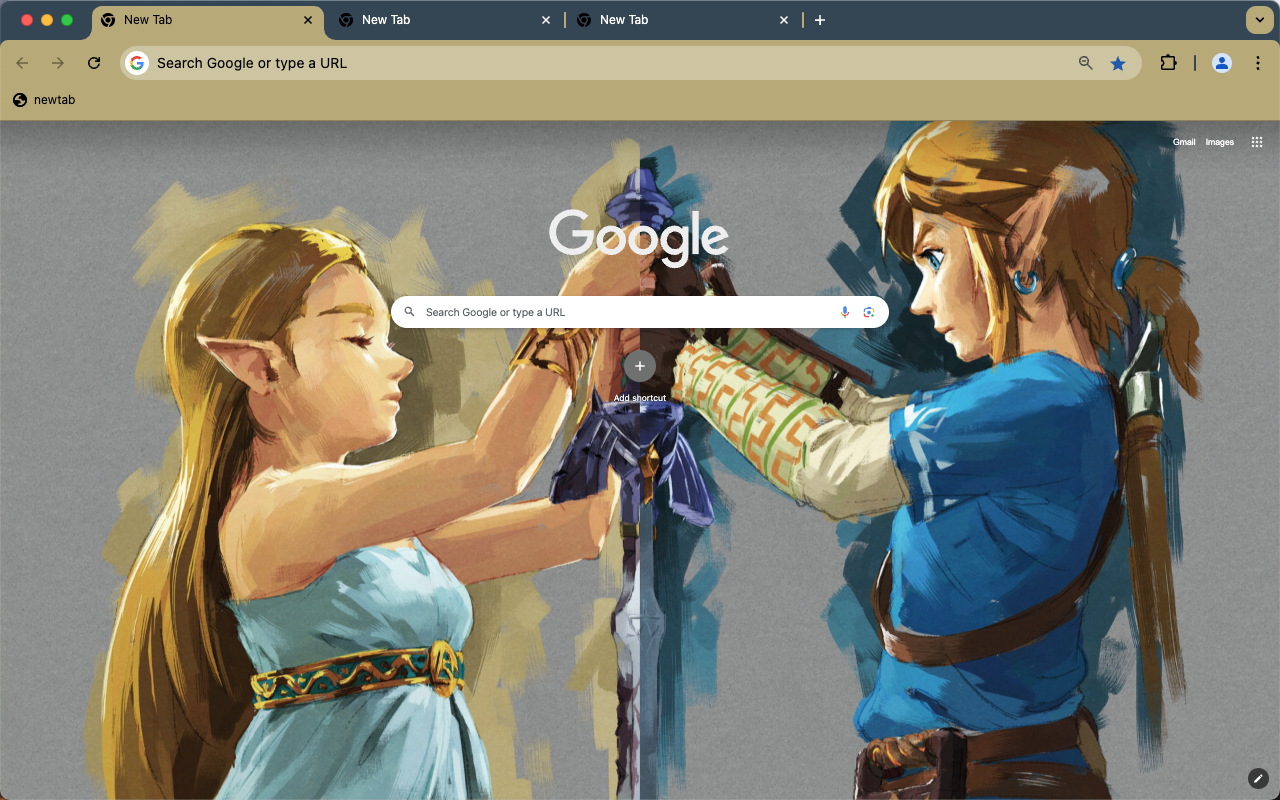 New Tab
New Tab
New Tab
Search Google or type a URL
newtab
Gmail Images
Google
Search Google or type a URL
Add shortcut